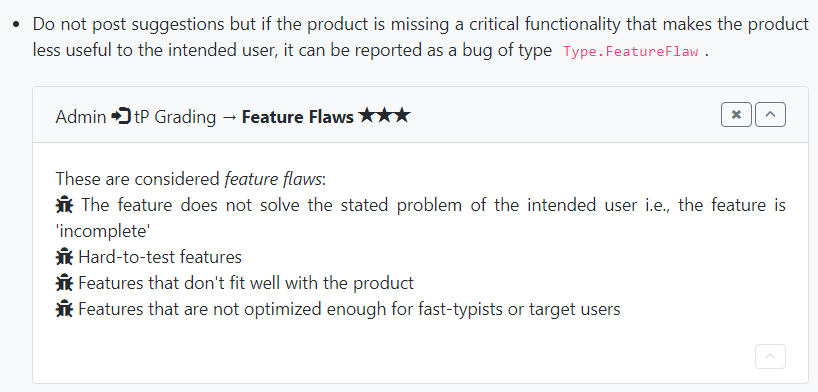 Do not post suggestions but if the product is missing a critical functionality that makes the product
less useful to the intended user, it can be reported as a bug of type Type.FeatureFlaw .
Admin tP Grading → Feature Flaws ★★★
These are considered feature flaws:
The feature does not solve the stated problem of the intended user i.e., the feature is
'incomplete'
Hard-to-test features
Features that don't fit well with the product
Features that are not optimized enough for fast-typists or target users